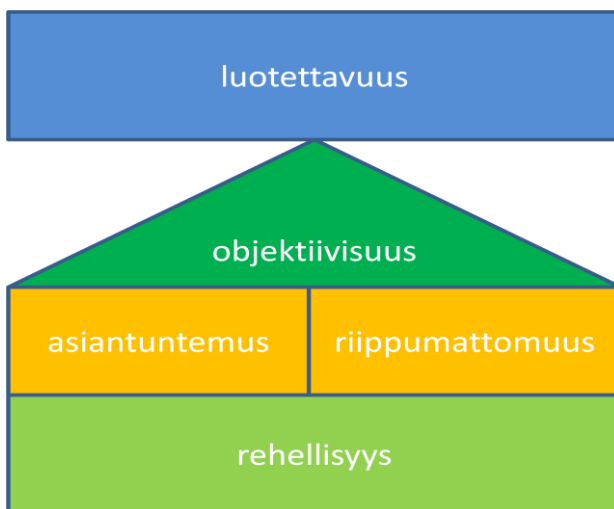 luotettavuus
objektiivisuus
asiantuntemus
riippumattomuus
rehellisyys